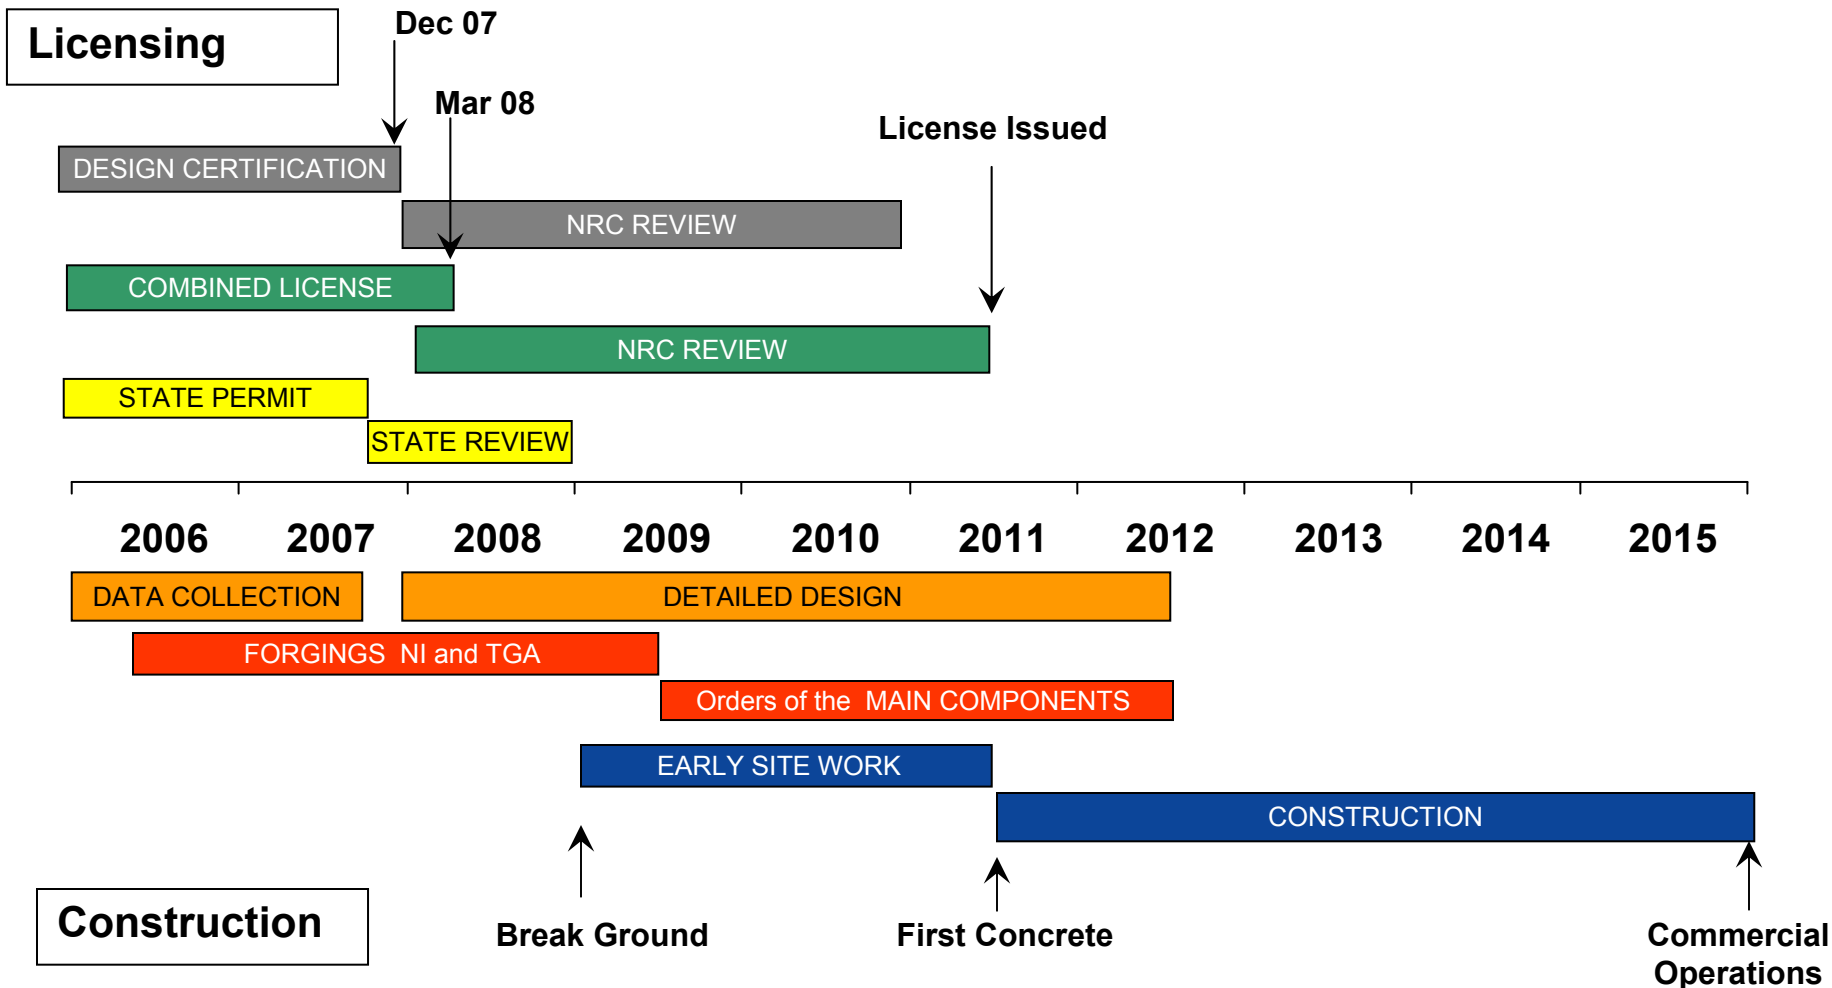 Licensing
Dec 07
Mar 08
License Issued
DESIGN CERTIFICATION
NRC REVIEW
COMBINED LICENSE
NRC REVIEW
STATE PERMIT
STATE REVIEW
2006 2007 2008 2009 2010 2011 2012 2013 2014 2015
DATA COLLECTION
DETAILED DESIGN
FORGINGS NI and TGA
Orders of the MAIN COMPONENTS
EARLY SITE WORK
CONSTRUCTION
Construction
Break Ground
First Concrete
Commercial
Operations